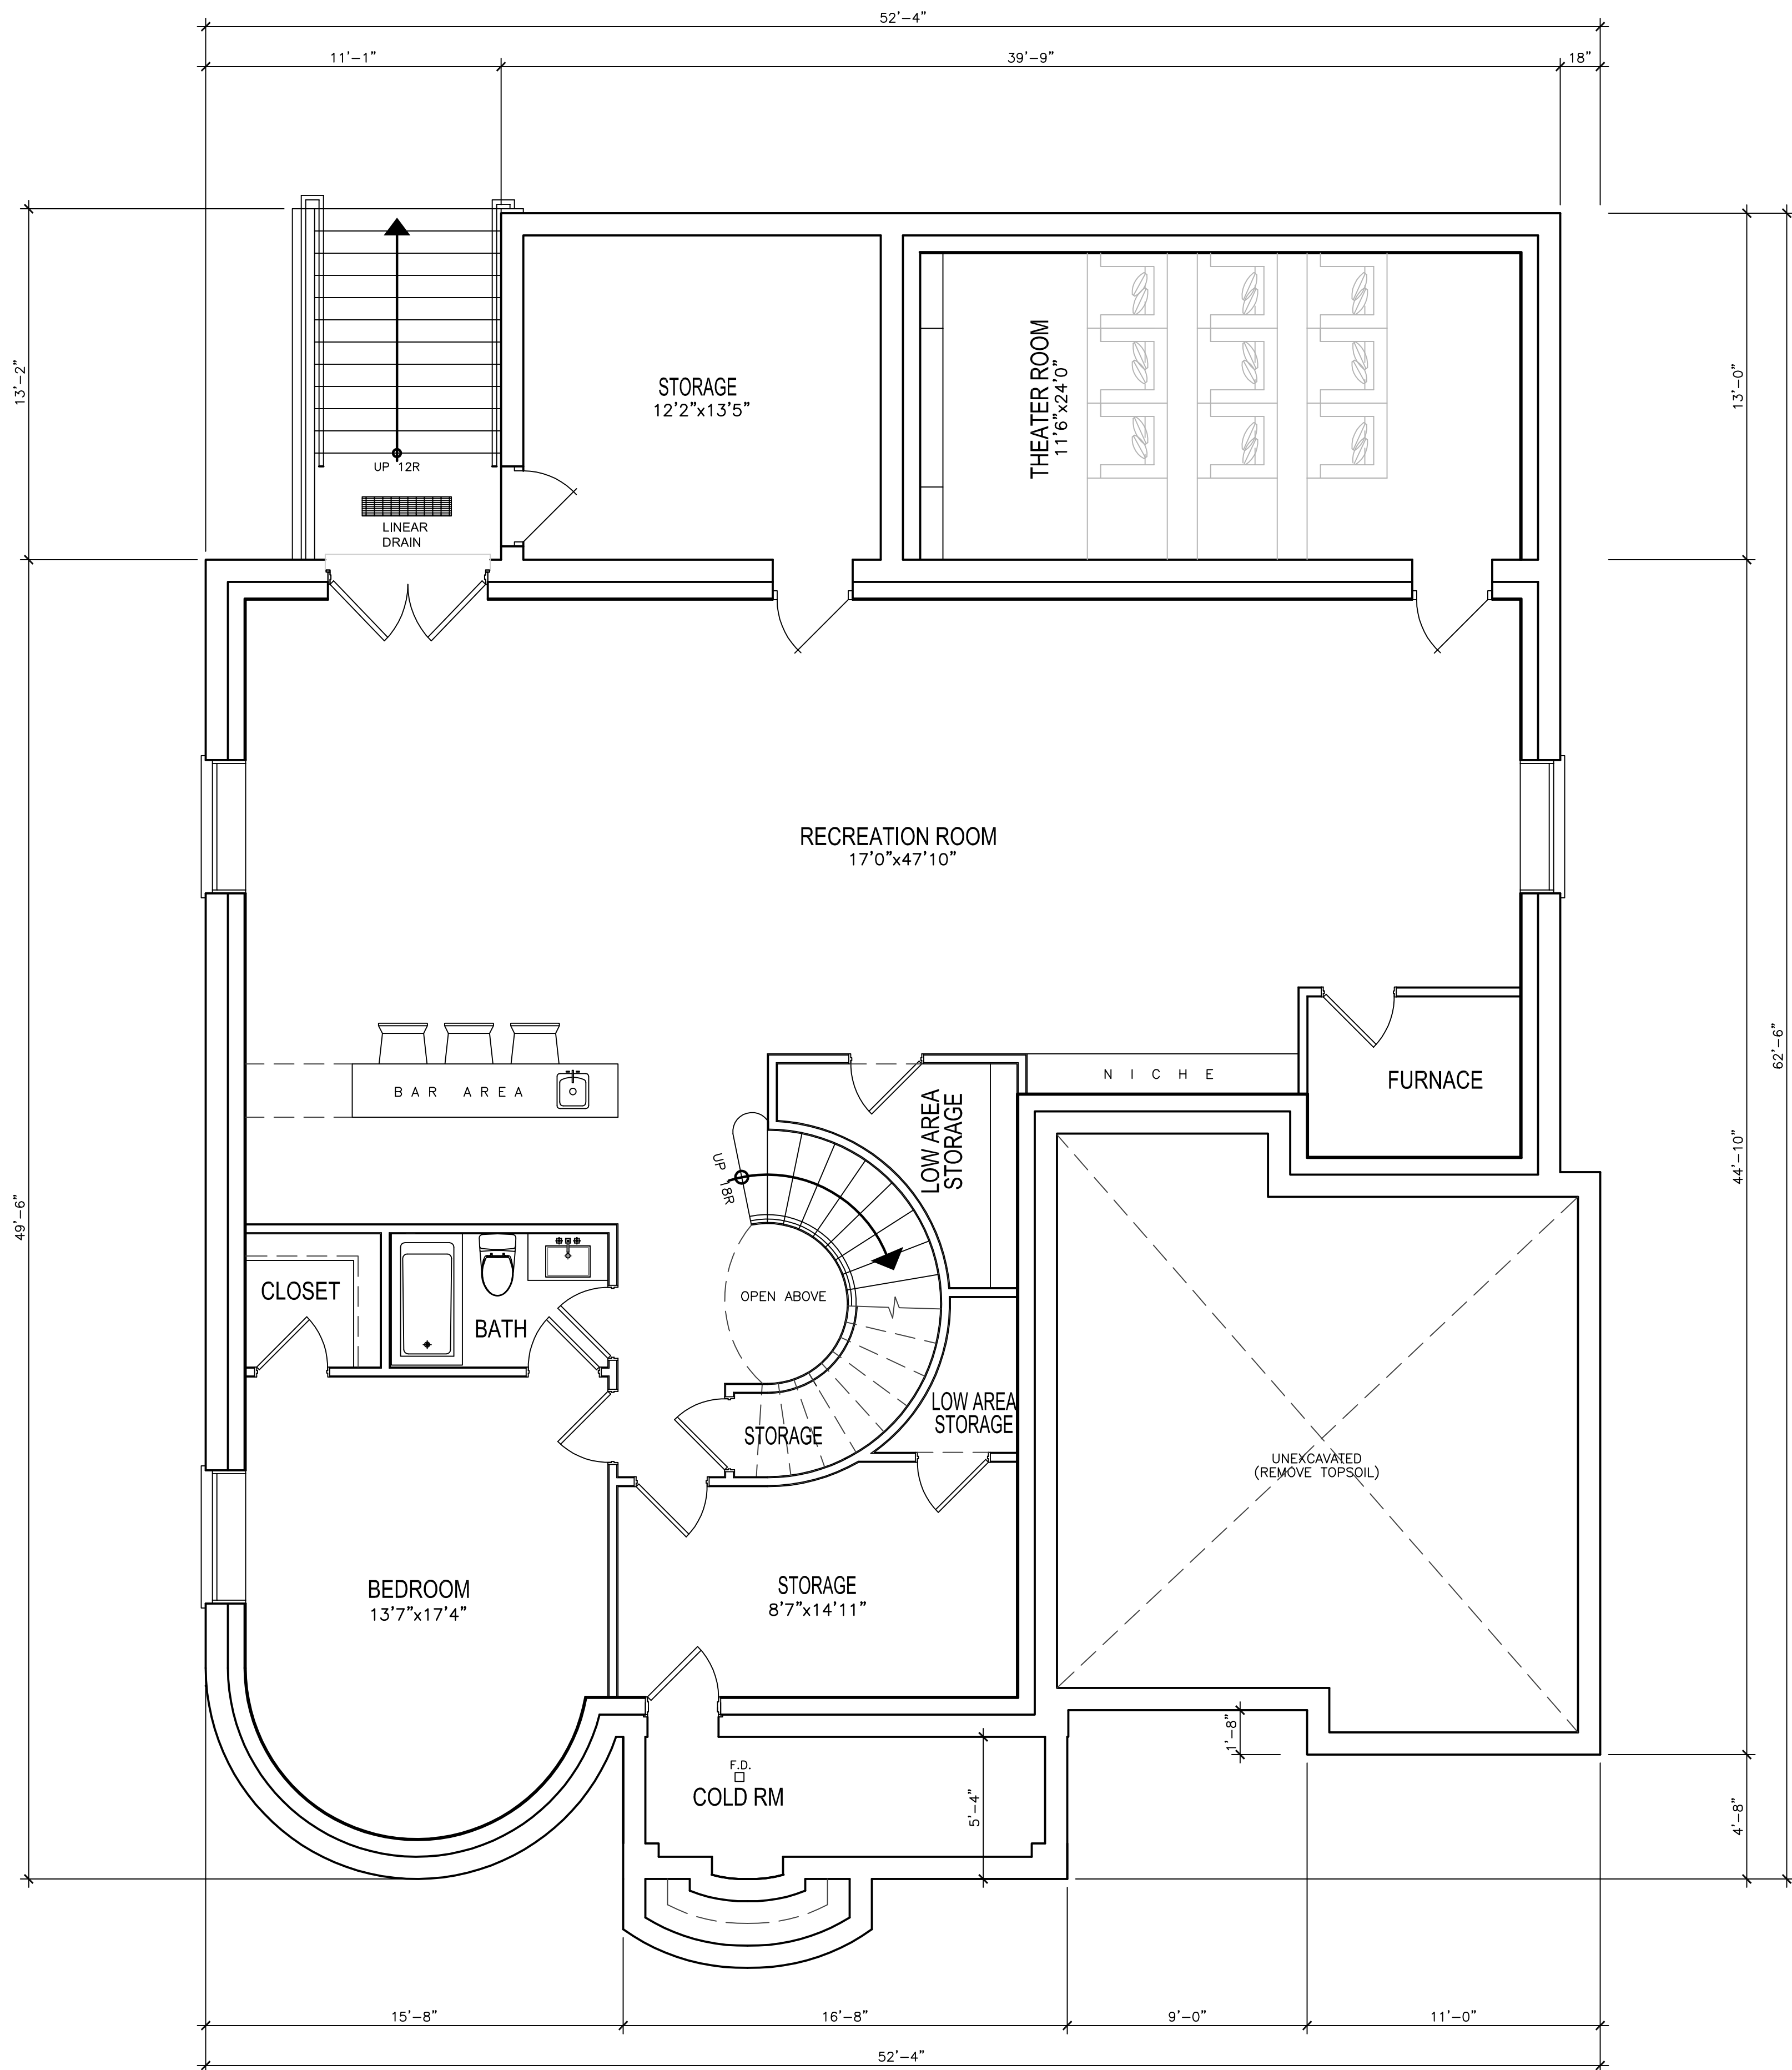 52'-4"
11'-1"
39'-9"
18"
13'-2"
13'-0"
STORAGE
12'2"x13'5"
THEATER ROOM
11'6"x24'0"
UP 12R
LINEAR
DRAIN
RECREATION ROOM
17'0"x47'10"
62'-6"
44'-10"
49'-6"
BAR AREA
NICHE
FURNACE
LOW AREA
STORAGE
UP 18R
CLOSET
BATH
OPEN ABOVE
LOW AREA
STORAGE
STORAGE
UNEXCAVATED
(REMOVE TOPSOIL)
BEDROOM
13'7"x17'4"
STORAGE
8'7"x14'11"
1'-8"
F.D.
COLD RM
5'-4"
4'-8"
15'-8"
16'-8"
9'-0"
11'-0"
52'-4"